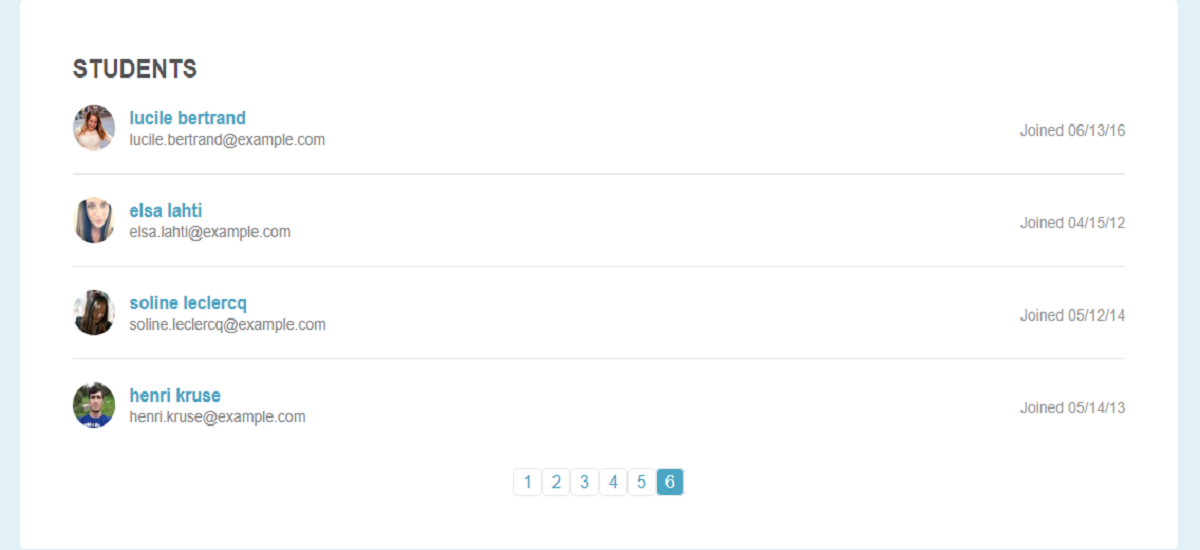 STUDENTS
lucile bertrand
lucile.bertrand@example.com
Joined 06/13/16
elsa lahti
elsa.lahti@example.com
Joined 04/15/12
soline leclercq
soline.leclercq@example.com
Joined 05/12/14
henri kruse
henri.kruse@example.com
Joined 05/14/13
1 2 3 4 5 6